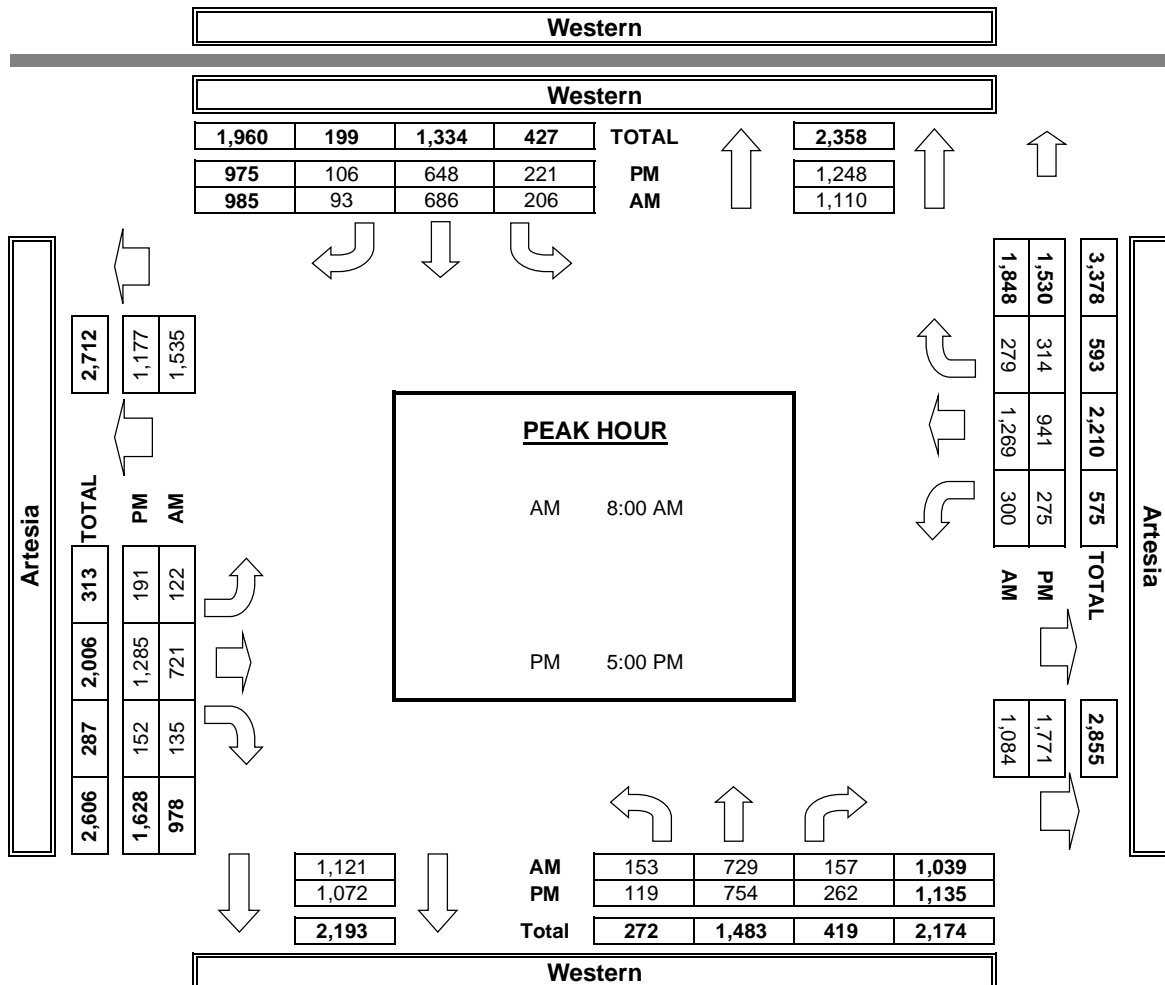 Western
Western
1,960 199 1,334 427 TOTAL 2,358
975 106 648 221 PM 1,248
985 93 686 206 AM 1,110
Artesia
2,712
1,177
1,535
TOTAL PM AM
313 191 122
2,006 1,285 721
287 152 135
2,606 1,628 978
PEAK HOUR
AM 8:00 AM
PM 5:00 PM
1,848 1,530 3,378
279 314 593
1,269 941 2,210
300 275 575
AM PM TOTAL
1,084 1,771 2,855
Artesia
1,121 AM 153 729 157 1,039
1,072 PM 119 754 262 1,135
2,193 Total 272 1,483 419 2,174
Western